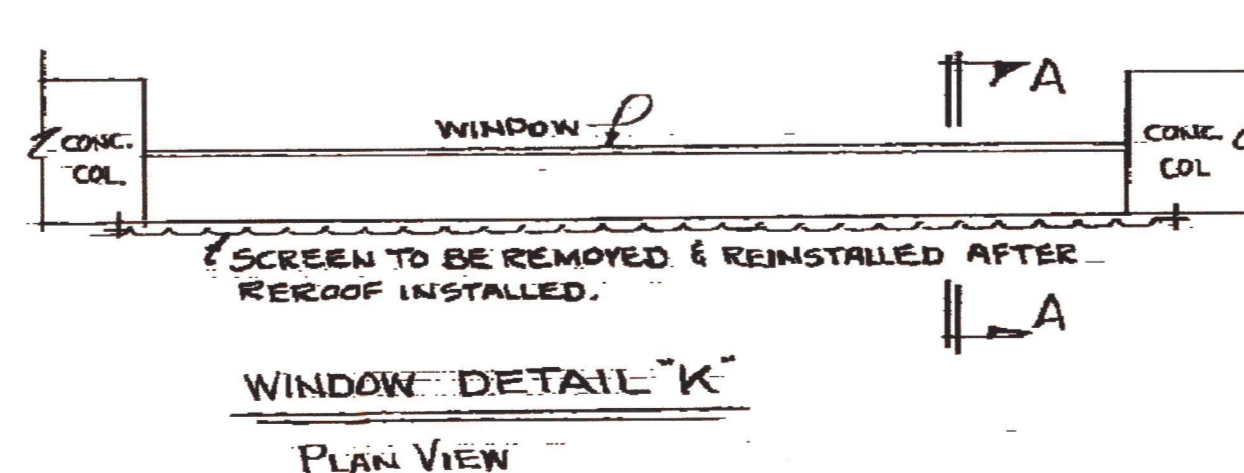 A
WINDOW
CONC.
COL.
CONC.
COL
SCREEN TO BE REMOVED & REINSTALLED AFTER
REROOF INSTALLED.
A
WINDOW DETAIL "K"
PLAN VIEW